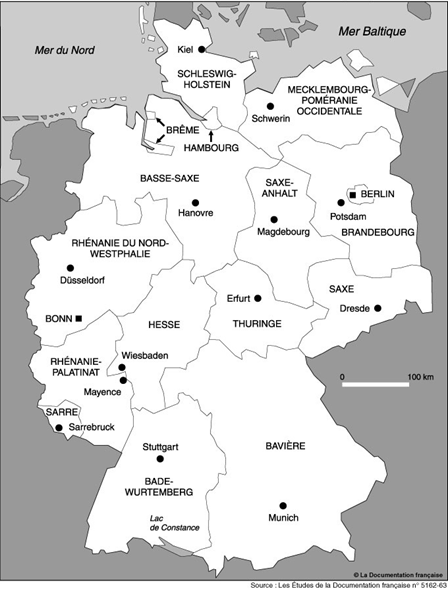 Mer du Nord
Mer Baltique
Kiel
SCHLESWIG-
HOLSTEIN
MECKLEMBOURG-
POMÉRANIE
OCCIDENTALE
Schwerin
BRÊME
HAMBOURG
BASSE-SAXE
Hanovre
SAXE-
ANHALT
Magdebourg
BERLIN
Potsdam
BRANDEBOURG
RHÉNANIE DU NORD-
WESTPHALIE
Düsseldorf
BONN
HESSE
Erfurt
THURINGE
SAXE
Dresde
RHÉNANIE-
PALATINAT
Wiesbaden
Mayence
SARRE
Sarrebruck
0 100 km
Stuttgart
BADE-
WURTEMBERG
BAVIÈRE
Munich
Lac
de Constance
© La Documentation française
Source : Les Études de la Documentation française n° 5162-63